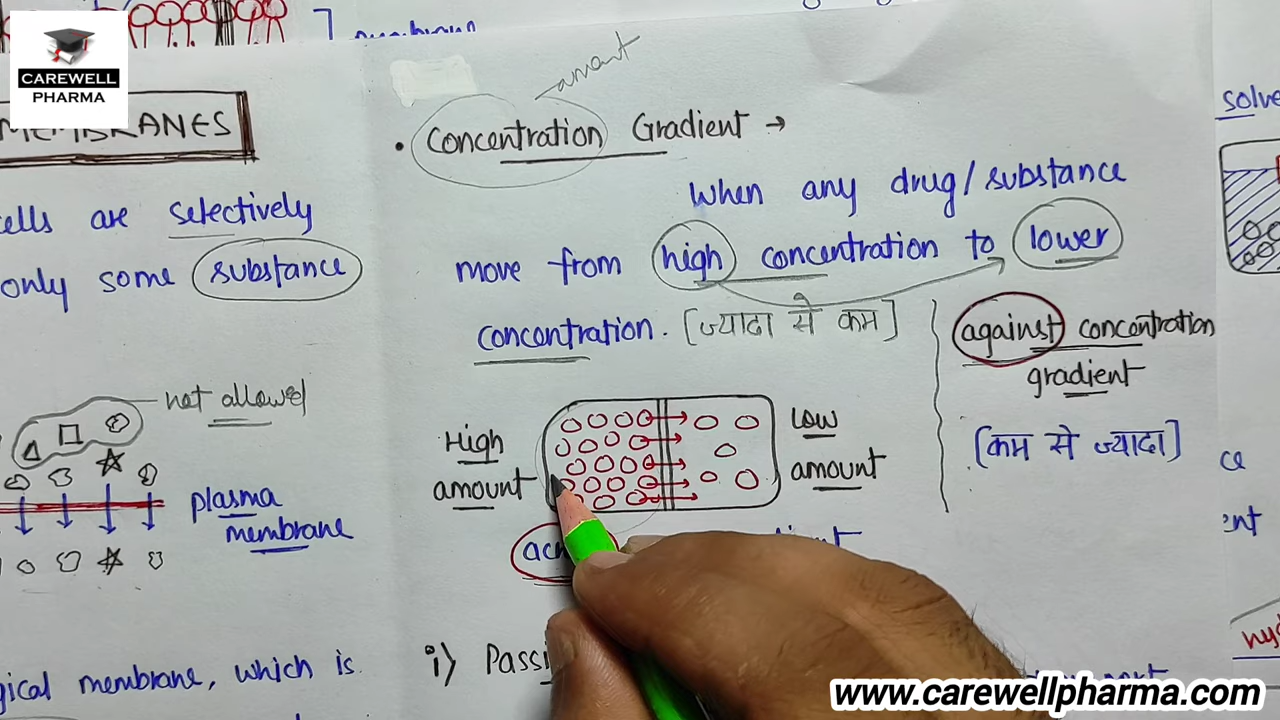 membrane
CAREWELL
PHARMA
MEMBRANES
cells are selectively
only some substance
not allowed
plasma
membrane
gical membrane, which is
amount
• Concentration Gradient →
When any drug/substance
move from high concentration to lower
concentration. [ज्यादा से कम]
against concentration
gradient
[कम से ज्यादा]
High
amount
Low
amount
i) Passi
solve
ce
www.carewellpharma.com